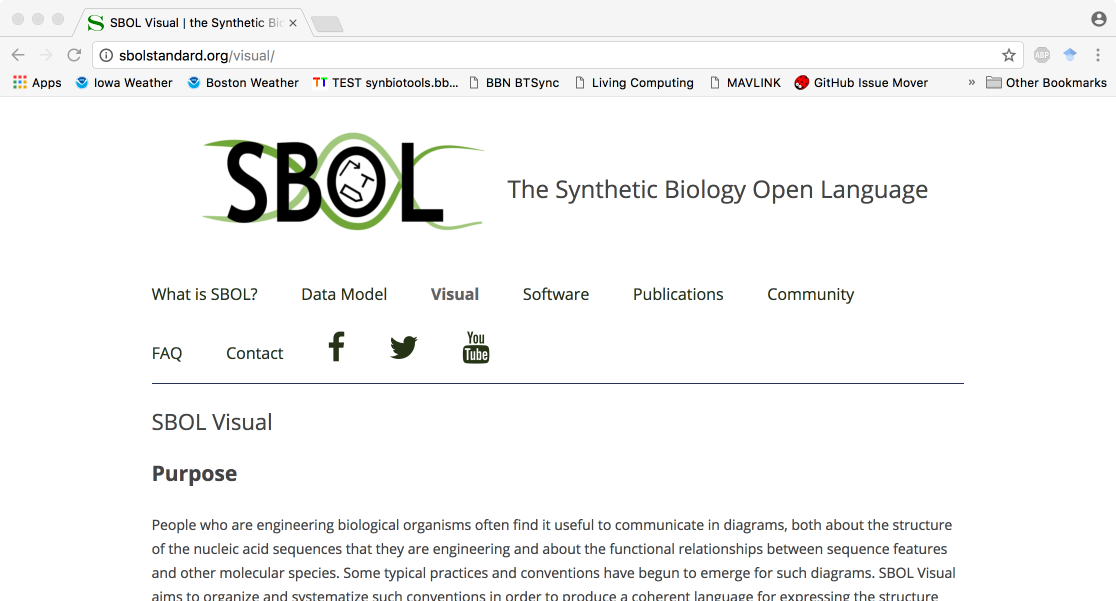 SBOL Visual | the Synthetic Bio
sbolstandard.org/visual/
ABP
Apps Iowa Weather Boston Weather TT TEST synbiotools.bb... BBN BTSync Living Computing MAVLINK GitHub Issue Mover » Other Bookmarks
SBOL
The Synthetic Biology Open Language
What is SBOL? Data Model Visual Software Publications Community
FAQ Contact f You Tube
SBOL Visual
Purpose
People who are engineering biological organisms often find it useful to communicate in diagrams, both about the structure
of the nucleic acid sequences that they are engineering and about the functional relationships between sequence features
and other molecular species. Some typical practices and conventions have begun to emerge for such diagrams. SBOL Visual
aims to organize and systematize such conventions in order to produce a coherent language for expressing the structure